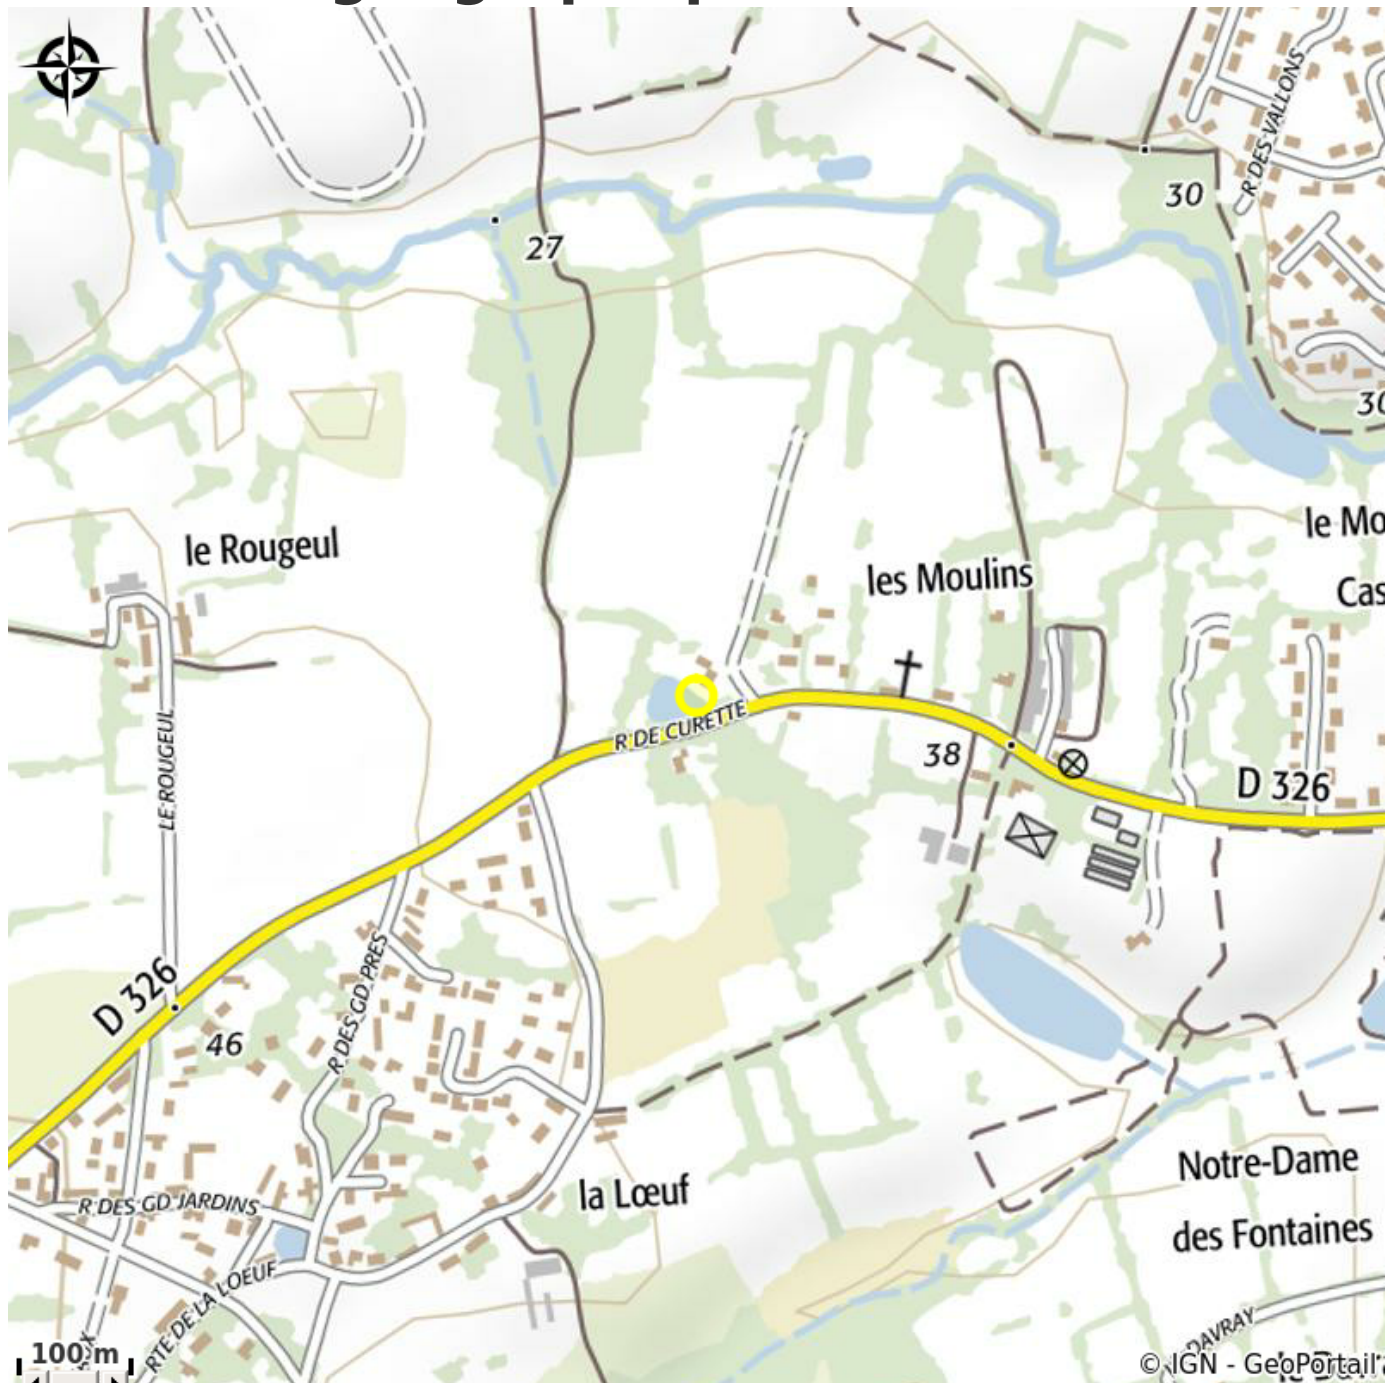 R DES VALLONS
30
27
30
le Rougeul
les Moulins
le Mo
Cas
LE ROUGEUL
R DE CURETTE
38
D 326
D 326
46
R DES GD PRES
la Lœuf
Notre-Dame
des Fontaines
R DES GD JARDINS
RTE DE LA LOEUF
DAVRAY
100 m
© IGN - GeoPortail